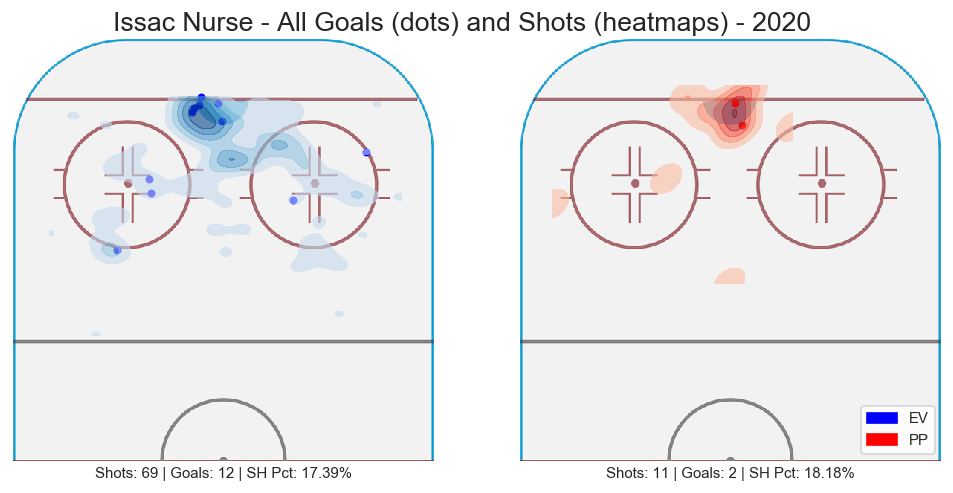 Issac Nurse - All Goals (dots) and Shots (heatmaps) - 2020
EV
PP
Shots: 69 | Goals: 12 | SH Pct: 17.39%
Shots: 11 | Goals: 2 | SH Pct: 18.18%